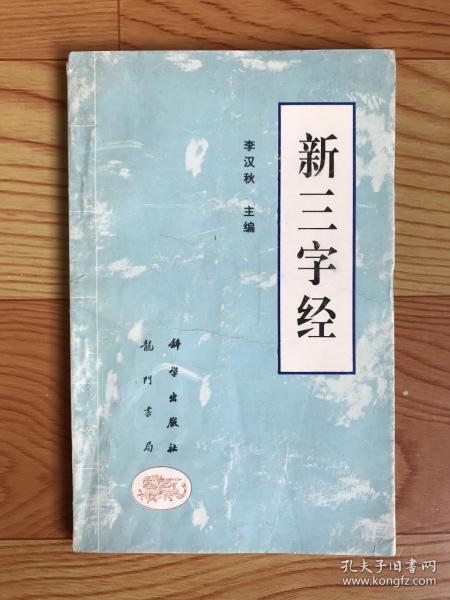 新三字经
李汉秋 主编
科学出版社
龍門書局
孔夫子旧书网
www.kongfz.com